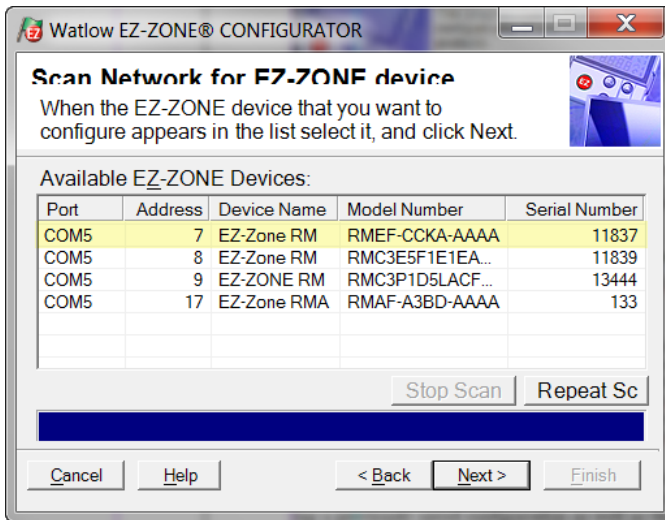 Watlow EZ-ZONE® CONFIGURATOR
Scan Network for EZ-ZONE device
When the EZ-ZONE device that you want to
configure appears in the list select it, and click Next.
Available EZ-ZONE Devices:
Port Address Device Name Model Number Serial Number
COM5 7 EZ-Zone RM RMEF-CCKA-AAAA 11837
COM5 8 EZ-Zone RM RMC3E5F1E1EA... 11839
COM5 9 EZ-ZONE RM RMC3P1D5LACF... 13444
COM5 17 EZ-Zone RMA RMAF-A3BD-AAAA 133
Stop Scan Repeat Sc
Cancel Help < Back Next > Finish